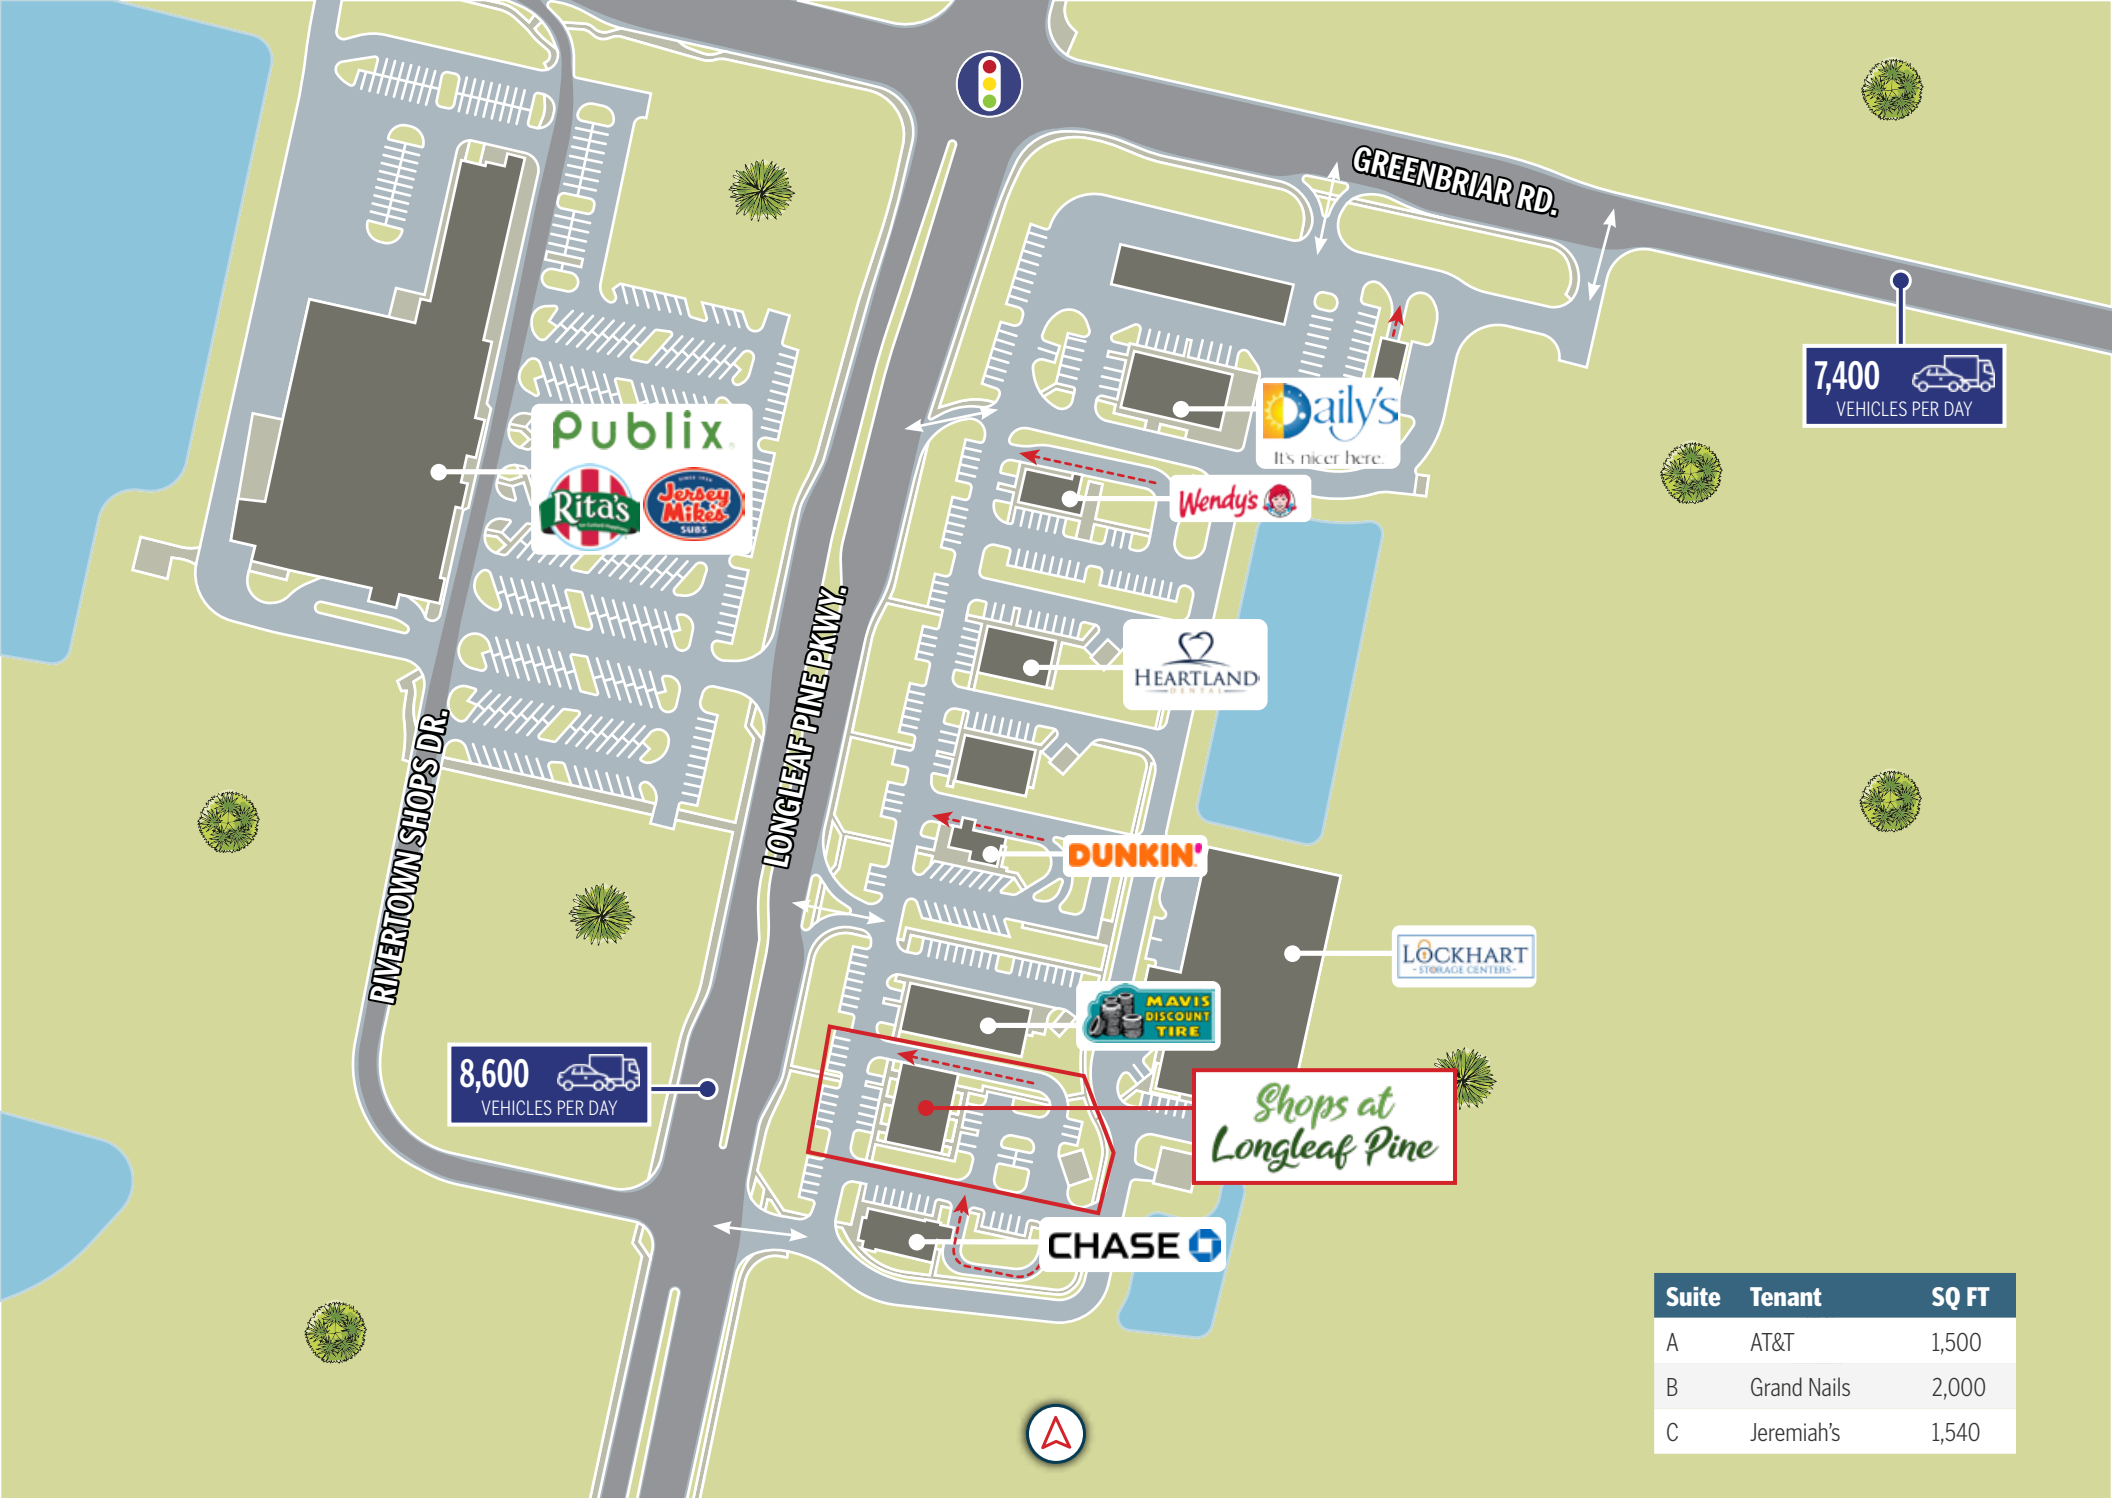 GREENBRIAR RD.
7,400
VEHICLES PER DAY
Daily's
It's nicer here.
Publix
Rita's
SINCE 1956
Jersey
Mike's
SUBS
Wendy's
LONGLEAF PINE PKWY.
HEARTLAND
DENTAL
RIVERTOWN SHOPS DR.
DUNKIN'
LOCKHART
-STORAGE CENTERS-
MAVIS
DISCOUNT
TIRE
8,600
VEHICLES PER DAY
Shops at
Longleaf Pine
CHASE
Suite Tenant SQ FT
A AT&T 1,500
B Grand Nails 2,000
C Jeremiah's 1,540